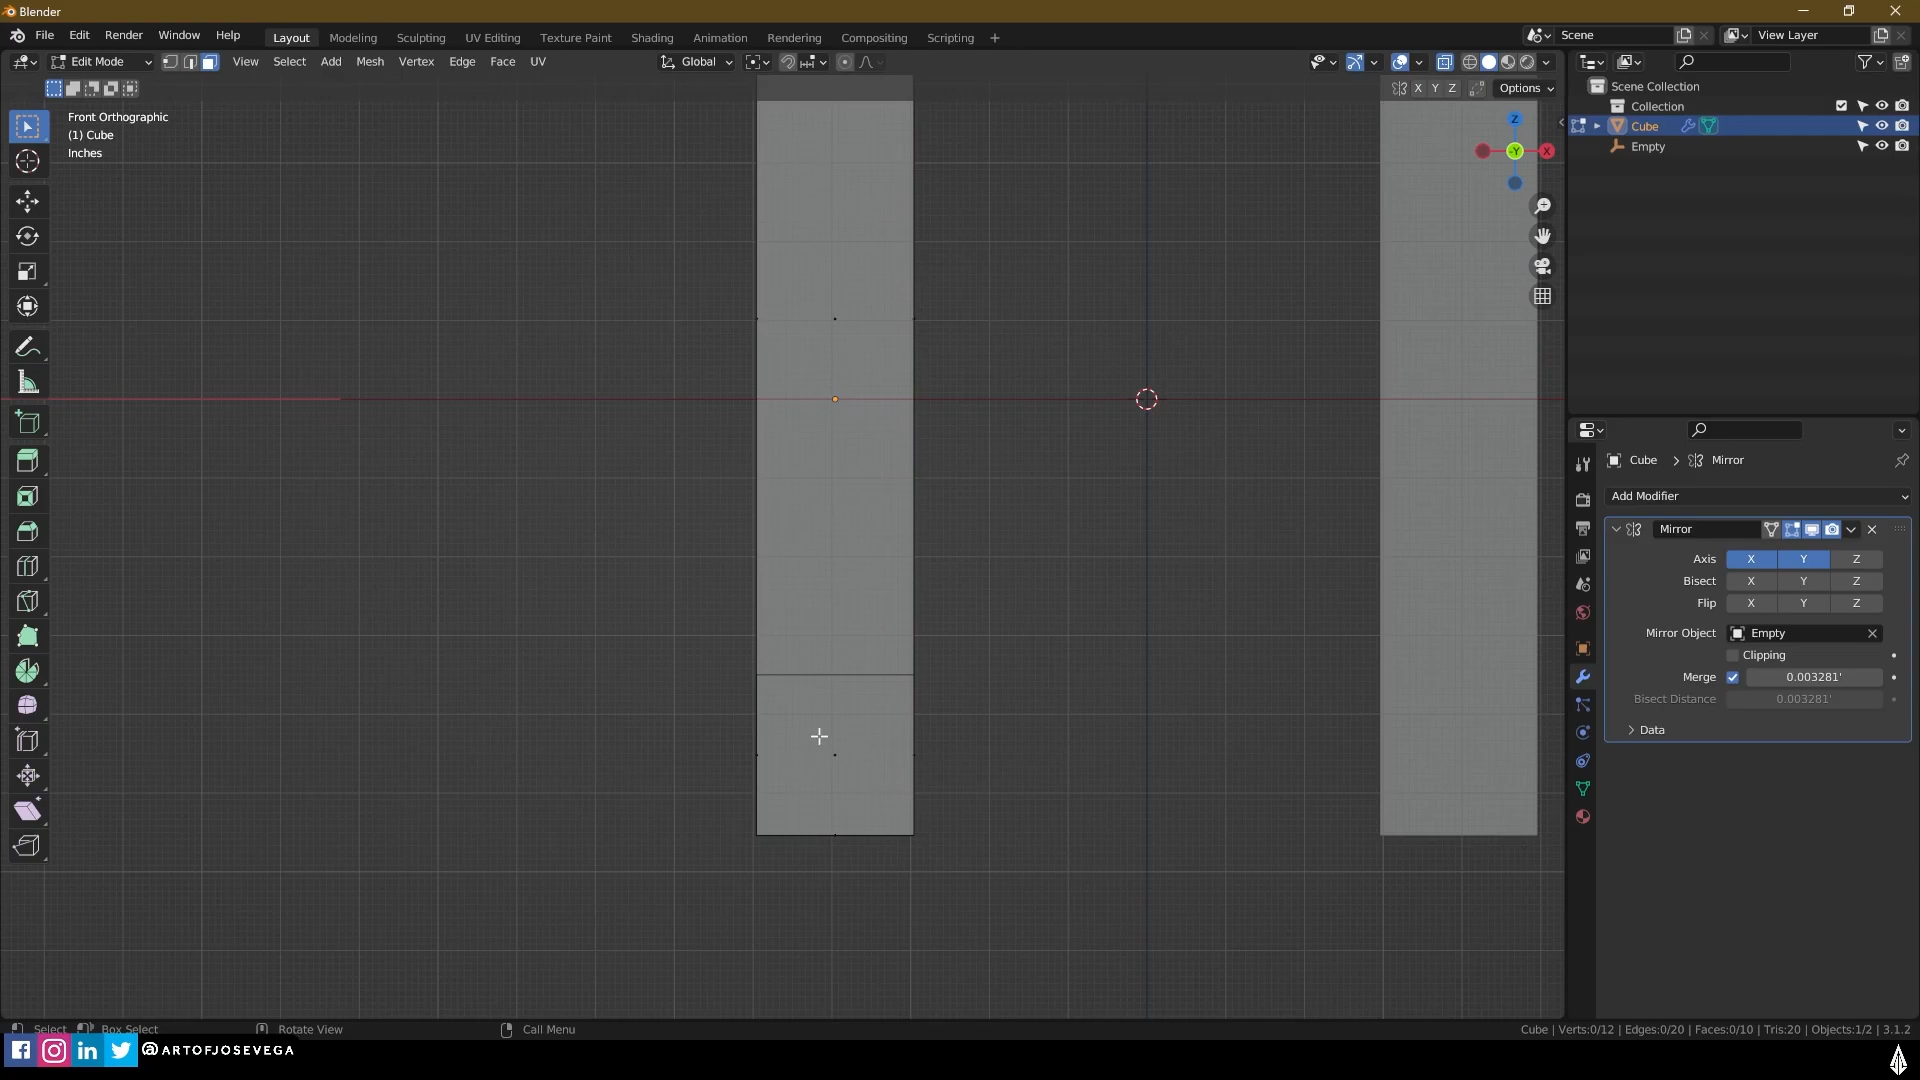 Blender
File Edit Render Window Help Layout Modeling Sculpting UV Editing Texture Paint Shading Animation Rendering Compositing Scripting + Scene View Layer
Edit Mode View Select Add Mesh Vertex Edge Face UV Global
X Y Z Options
Front Orthographic
(1) Cube
Inches
Z
-Y
X
Scene Collection
Collection
Cube
Empty
Cube > Mirror
Add Modifier
Mirror
Axis X Y Z
Bisect X Y Z
Flip X Y Z
Mirror Object Empty
Clipping
Merge 0.003281'
Bisect Distance 0.003281'
Data
Select Box Select Rotate View Call Menu Cube | Verts:0/12 | Edges:0/20 | Faces:0/10 | Tris:20 | Objects:1/2 | 3.1.2
@ARTOFJOSEVEGA